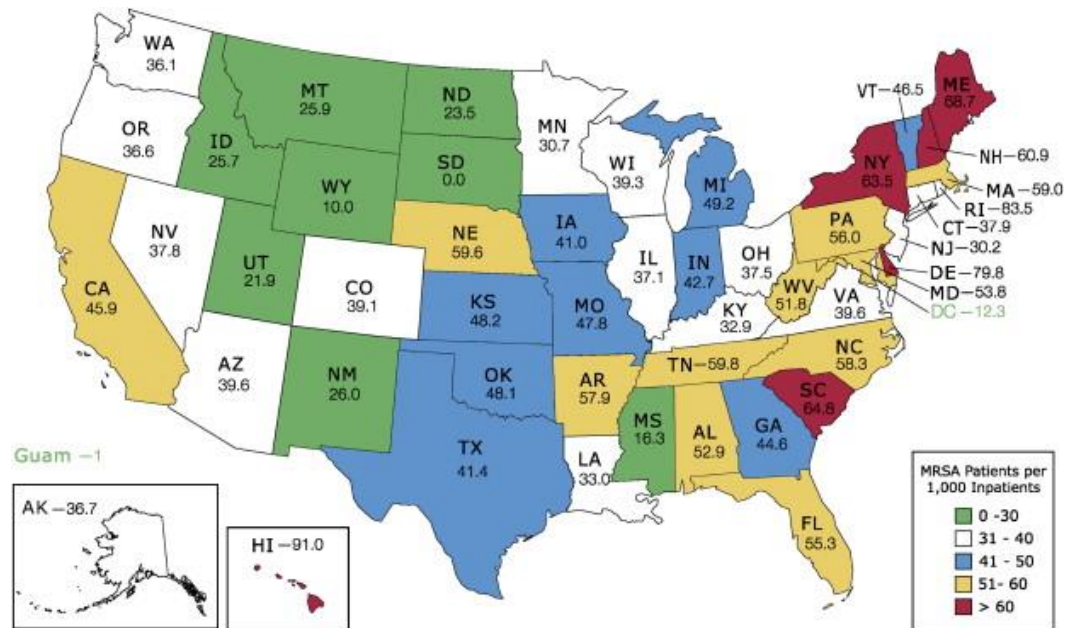 WA
36.1
OR
36.6
CA
45.9
NV
37.8
ID
25.7
MT
25.9
WY
10.0
UT
21.9
AZ
39.6
CO
39.1
NM
26.0
ND
23.5
SD
0.0
NE
59.6
KS
48.2
OK
48.1
TX
41.4
MN
30.7
IA
41.0
MO
47.8
AR
57.9
LA
33.0
WI
39.3
IL
37.1
MI
49.2
IN
42.7
OH
37.5
KY
32.9
TN—59.8
MS
16.3
AL
52.9
GA
44.6
FL
55.3
SC
64.8
NC
58.3
VA
39.6
WV
51.8
PA
56.0
NY
63.5
VT—46.5
ME
68.7
NH—60.9
MA—59.0
RI—83.5
CT—37.9
NJ—30.2
DE—79.8
MD—53.8
DC—12.3
Guam —1
AK—36.7
HI—91.0
MRSA Patients per
1,000 Inpatients
0 -30
31 - 40
41 - 50
51- 60
> 60